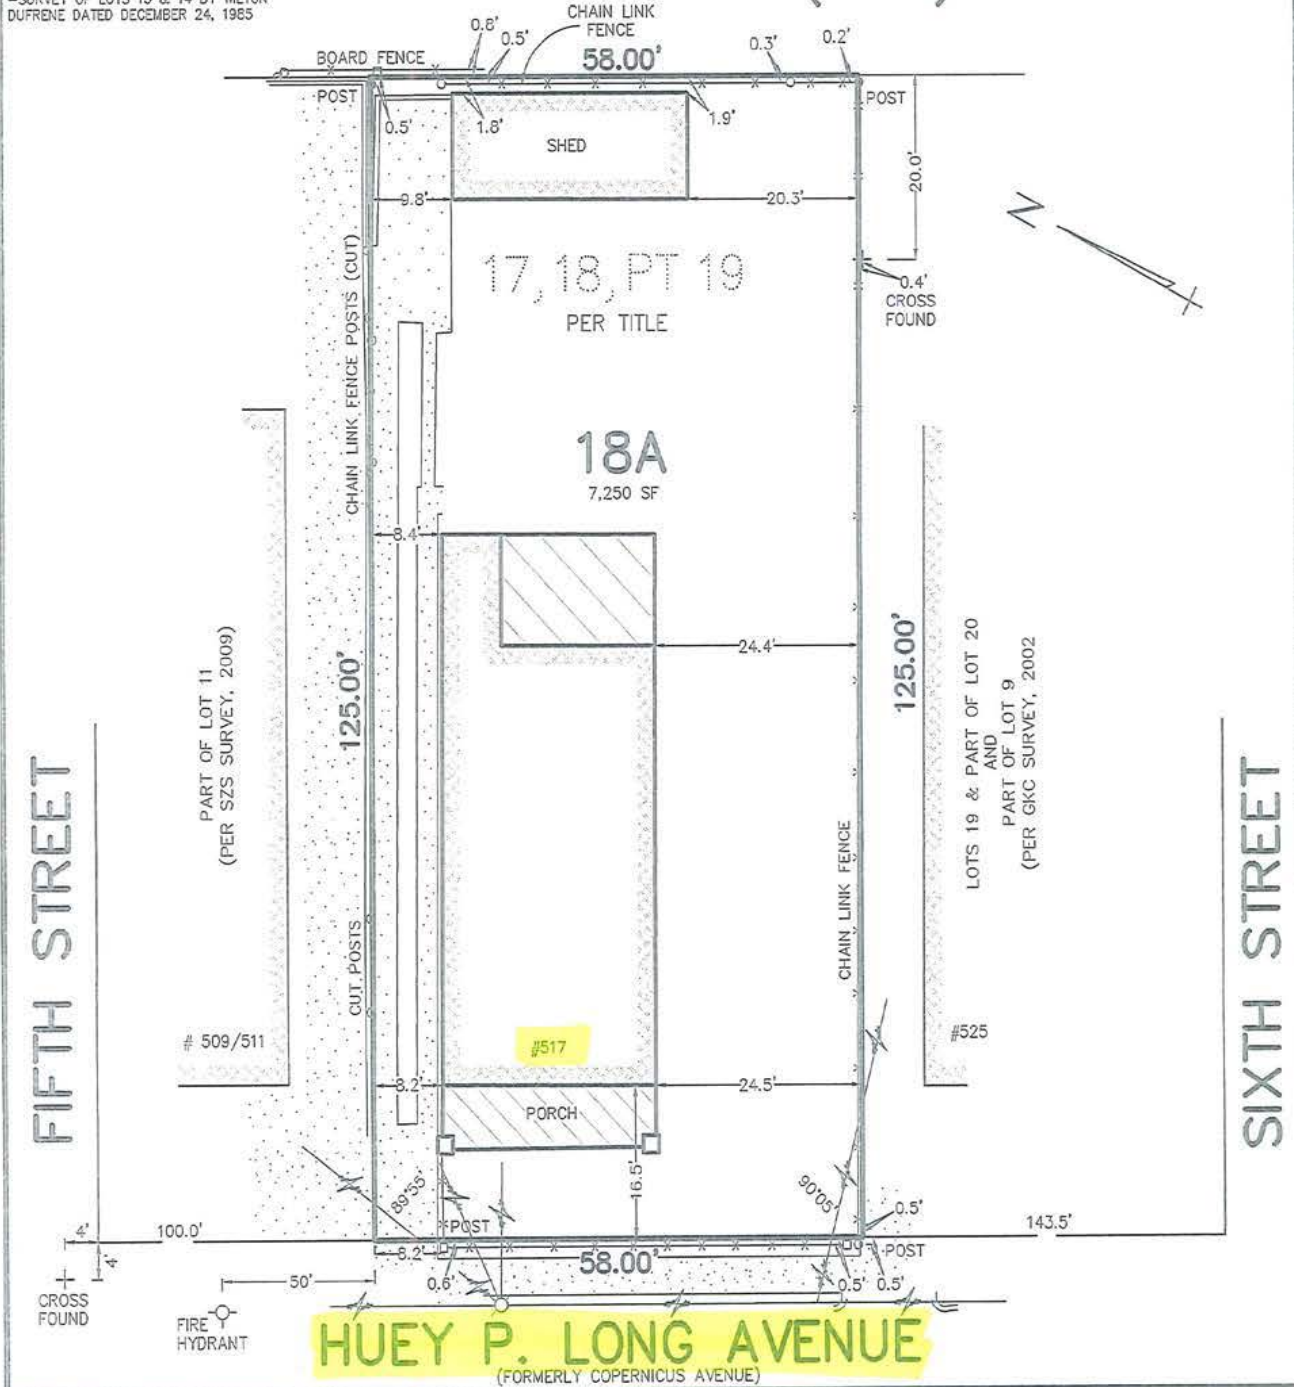 DUFRENE DATED DECEMBER 24, 1985
CHAIN LINK
FENCE
0.8'
0.5'
58.00'
0.3'
0.2'
BOARD FENCE
POST
POST
0.5'
1.8'
1.9'
SHED
20.0'
9.8'
20.3'
N
17, 18, PT 19
PER TITLE
0.4'
CROSS
FOUND
CHAIN LINK FENCE POSTS (CUT)
18A
7,250 SF
8.4'
24.4'
125.00'
125.00'
PART OF LOT 11
(PER SZS SURVEY, 2009)
LOTS 19 & PART OF LOT 20
AND
PART OF LOT 9
(PER GKC SURVEY, 2002
FIFTH STREET
SIXTH STREET
CHAIN LINK FENCE
CUT POSTS
# 509/511
#517
#525
8.2'
24.5'
PORCH
16.5'
89°55'
90°05'
0.5'
POST
4'
100.0'
143.5'
4'
8.2'
58.00'
POST
50'
0.6'
0.5'
0.5'
CROSS
FOUND
FIRE
HYDRANT
HUEY P. LONG AVENUE
(FORMERLY COPERNICUS AVENUE)